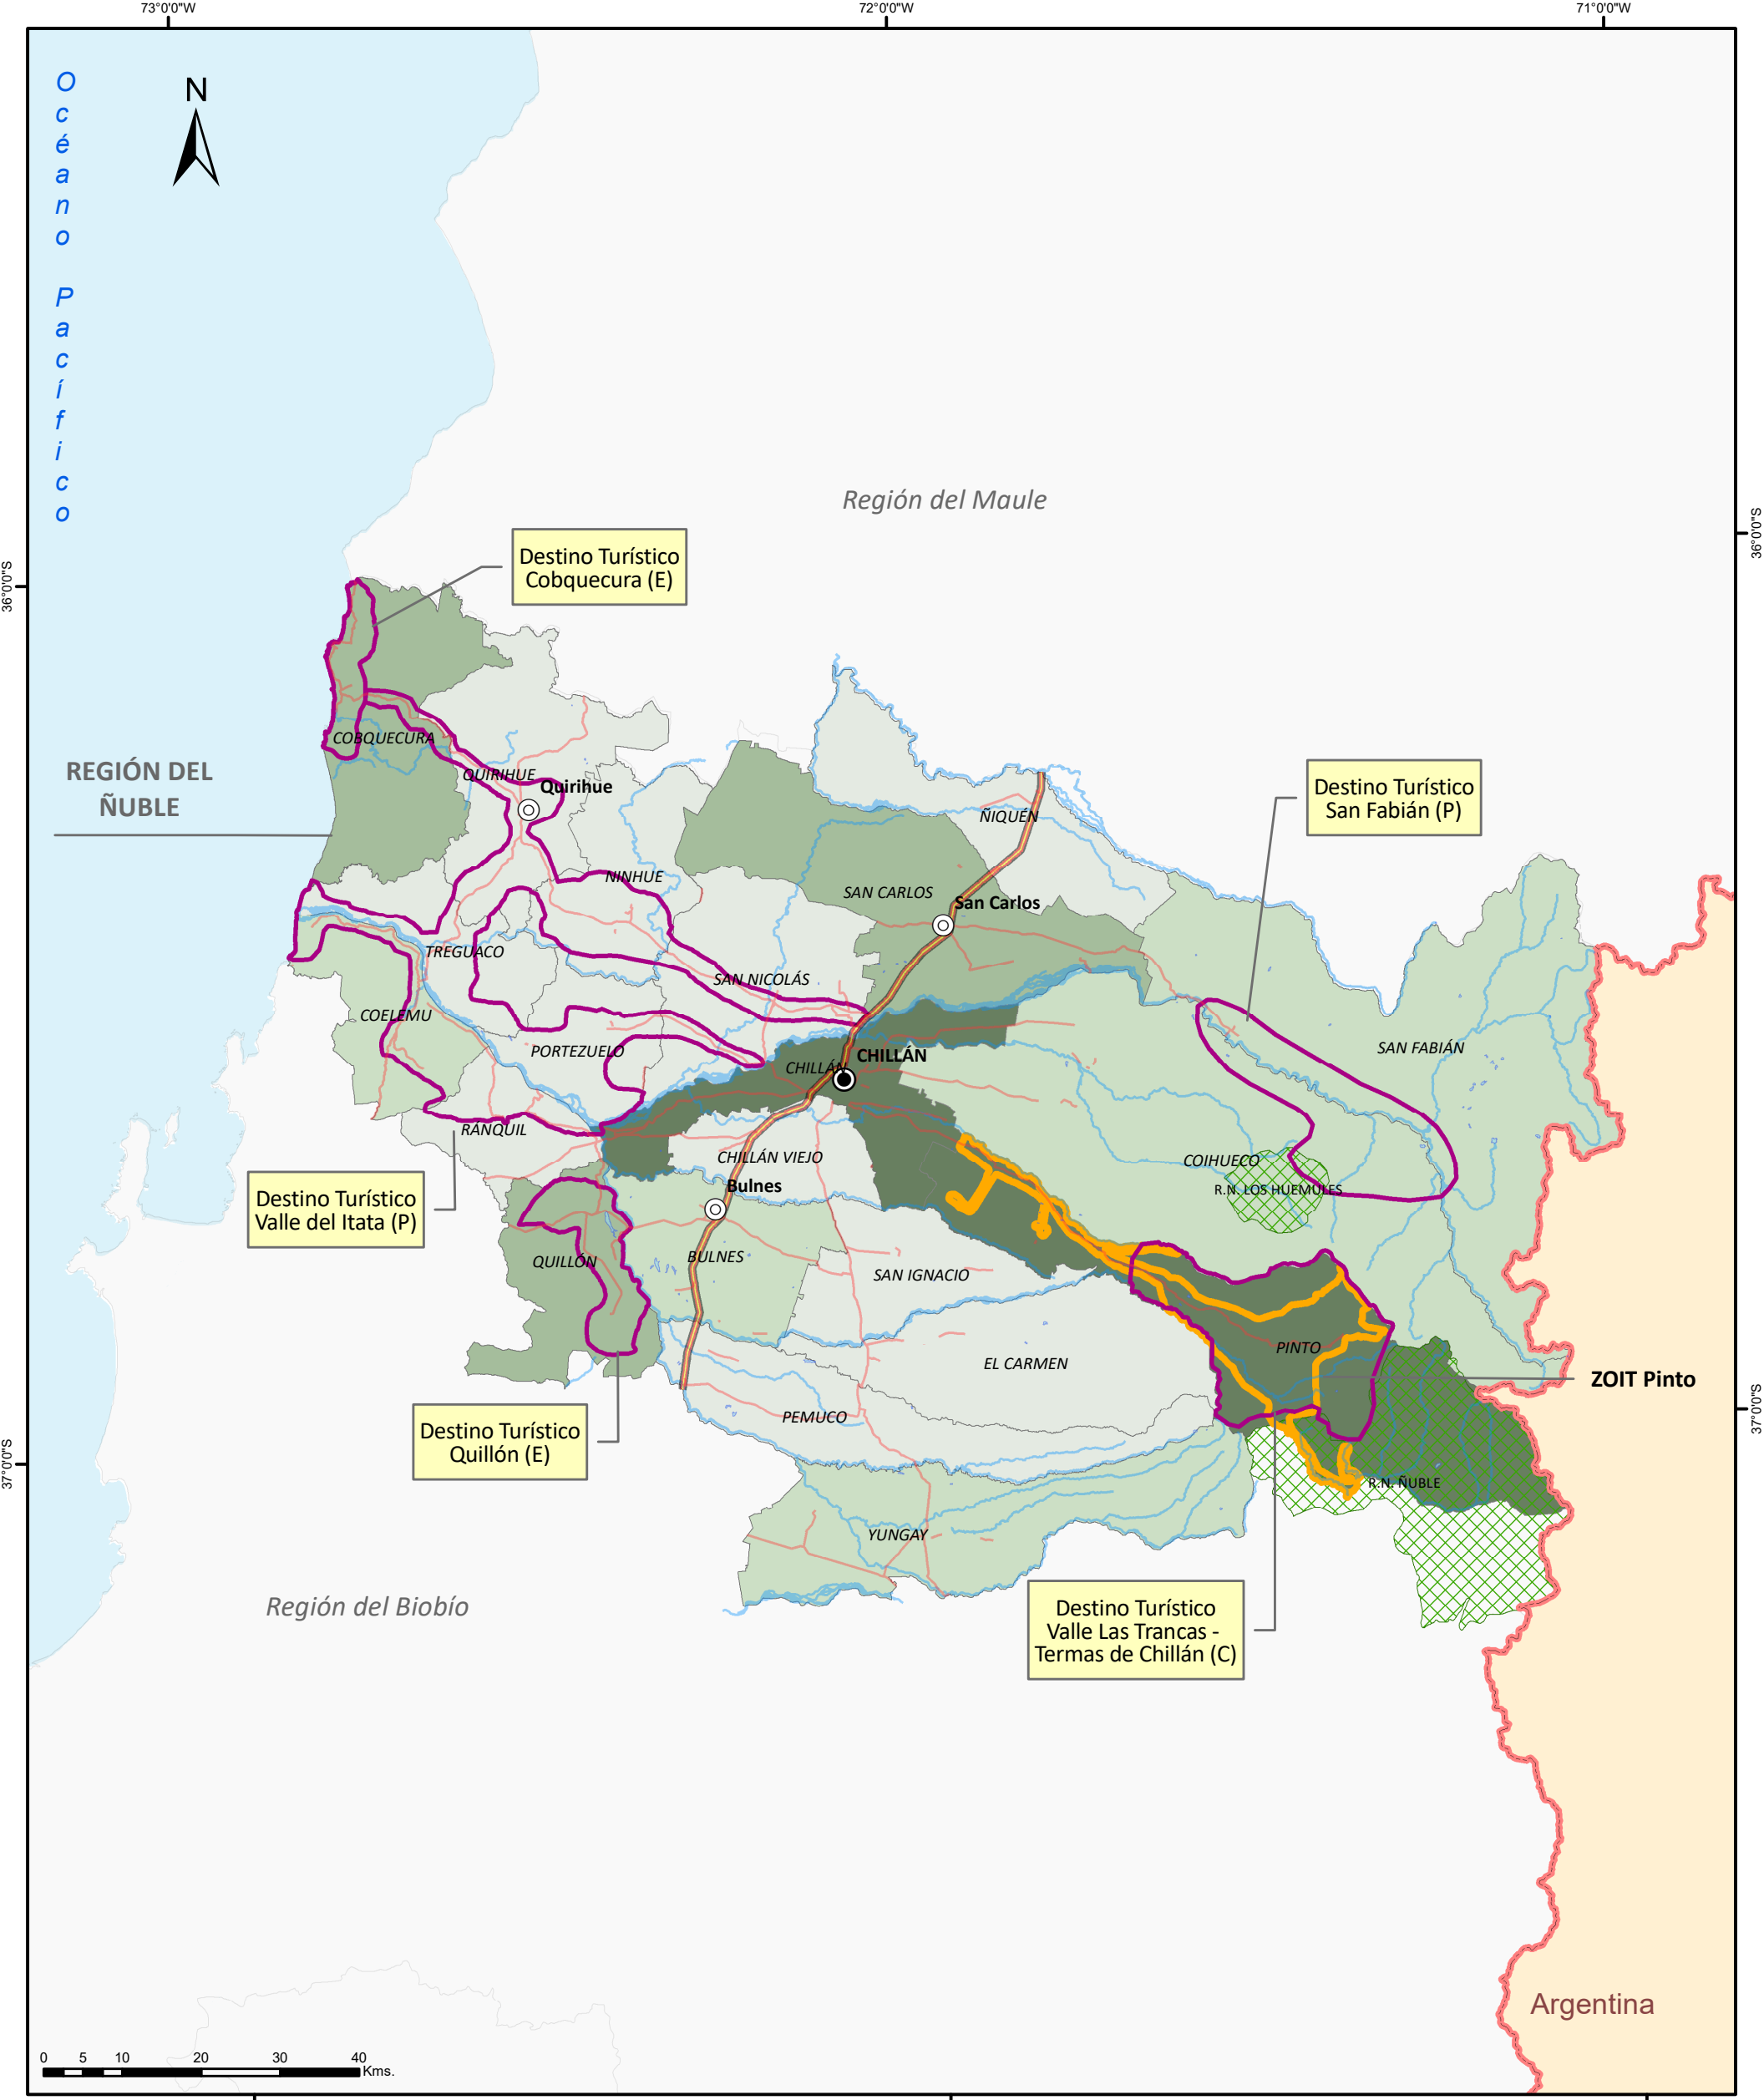 73°0'0"W
72°0'0"W
71°0'0"W
Océano Pacífico
N
Región del Maule
36°0'0"S
36°0'0"S
Destino Turístico
Cobquecura (E)
COBQUECURA
REGIÓN DEL
ÑUBLE
QUIRIHUE
Quirihue
Destino Turístico
San Fabián (P)
ÑIQUÉN
NINHUE
SAN CARLOS
San Carlos
TREGUACO
SAN NICOLÁS
COELEMU
PORTEZUELO
CHILLÁN
CHILLÁN
SAN FABIÁN
RANQUIL
CHILLÁN VIEJO
COIHUECO
R.N. LOS HUEMULES
Destino Turístico
Valle del Itata (P)
Bulnes
QUILLÓN
BULNES
SAN IGNACIO
PINTO
EL CARMEN
ZOIT Pinto
PEMUCO
Destino Turístico
Quillón (E)
37°0'0"S
37°0'0"S
R.N. ÑUBLE
YUNGAY
Región del Biobío
Destino Turístico
Valle Las Trancas -
Termas de Chillán (C)
Argentina
0 5 10 20 30 40
Kms.